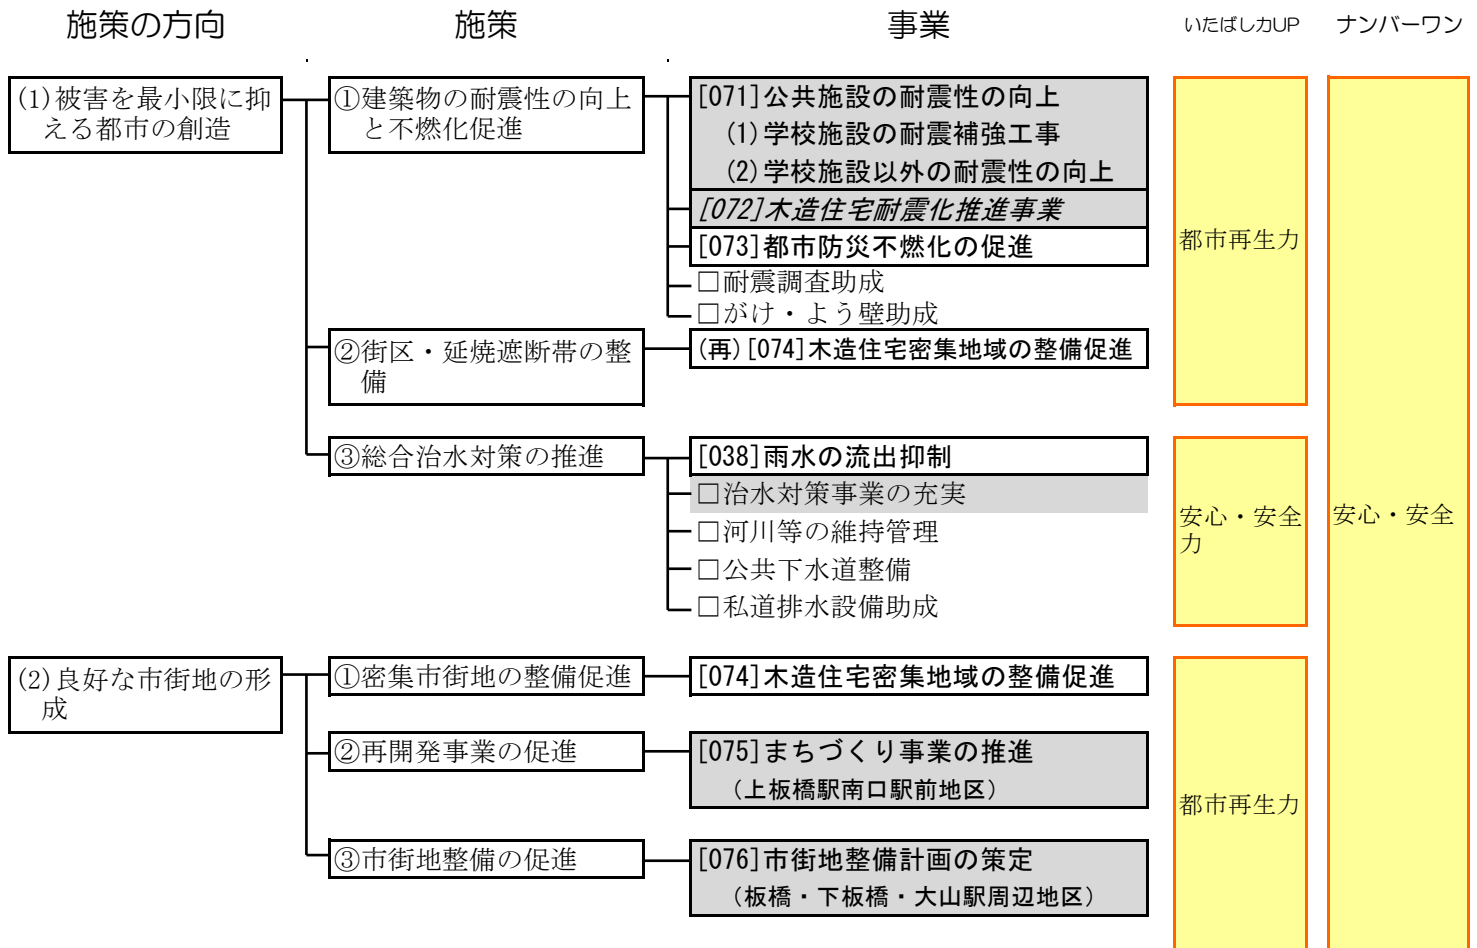 施策の方向
施策
事業
いたばし力UP
ナンバーワン
(1)被害を最小限に抑
える都市の創造
①建築物の耐震性の向上
と不燃化促進
[071]公共施設の耐震性の向上
(1)学校施設の耐震補強工事
(2)学校施設以外の耐震性の向上
[072]木造住宅耐震化推進事業
[073]都市防災不燃化の促進
□耐震調査助成
□がけ・よう壁助成
②街区・延焼遮断帯の整
備
(再)[074]木造住宅密集地域の整備促進
都市再生力
③総合治水対策の推進
[038]雨水の流出抑制
□治水対策事業の充実
□河川等の維持管理
□公共下水道整備
□私道排水設備助成
安心・安全
力
安心・安全
(2)良好な市街地の形
成
①密集市街地の整備促進
[074]木造住宅密集地域の整備促進
②再開発事業の促進
[075]まちづくり事業の推進
（上板橋駅南口駅前地区）
③市街地整備の促進
[076]市街地整備計画の策定
（板橋・下板橋・大山駅周辺地区）
都市再生力